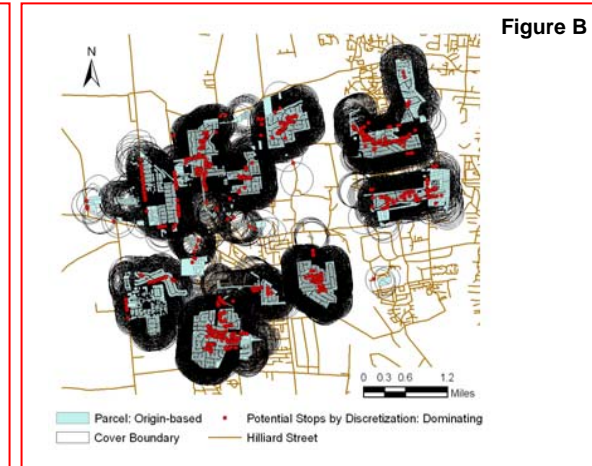 Figure B
N
0 0.3 0.6 1.2
Miles
Parcel: Origin-based
Potential Stops by Discretization: Dominating
Cover Boundary
Hilliard Street